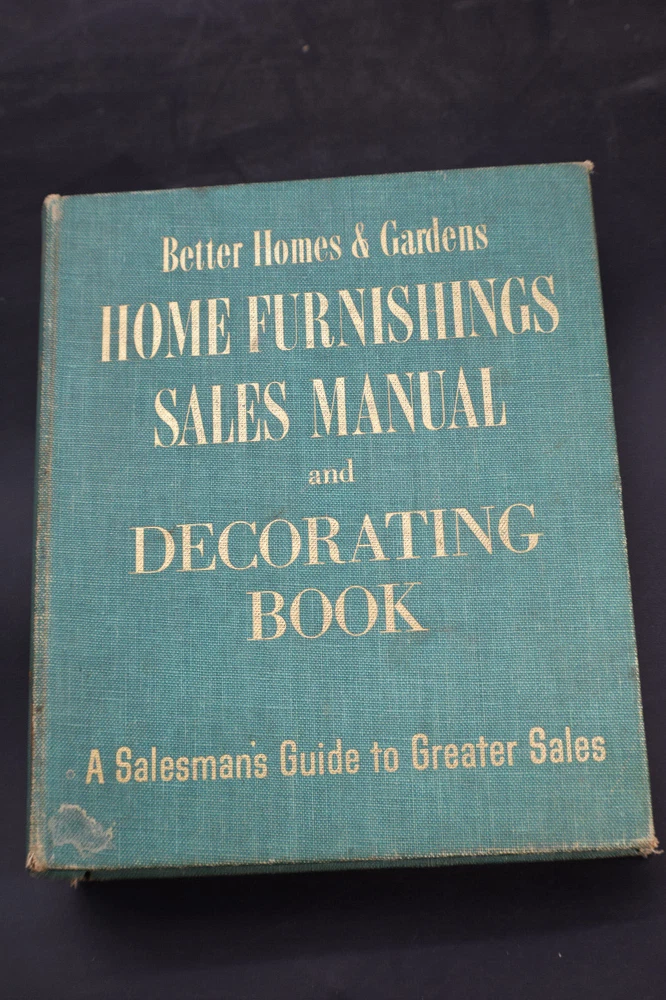 Better Homes & Gardens
HOME FURNISHINGS
SALES MANUAL
and
DECORATING
BOOK
A Salesman's Guide to Greater Sales